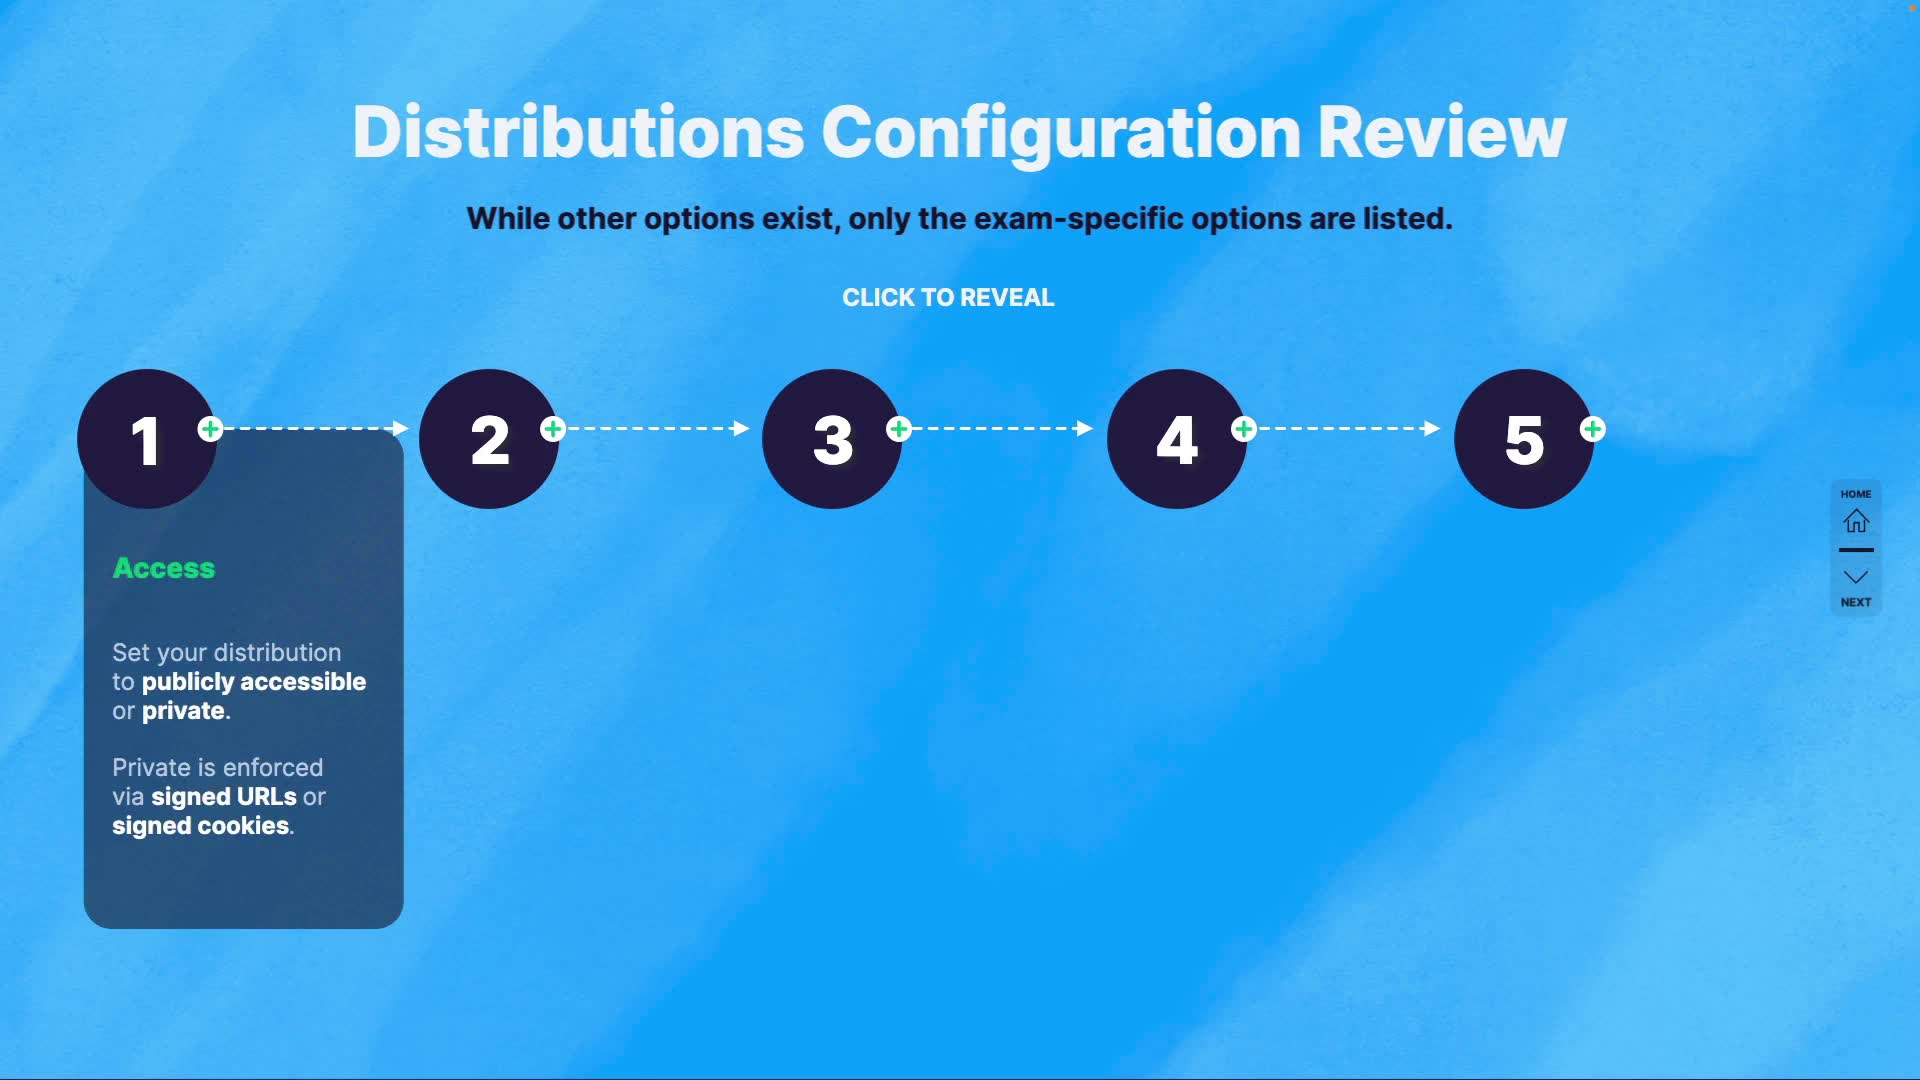 Distributions Configuration Review
While other options exist, only the exam-specific options are listed.
CLICK TO REVEAL
1
2
3
4
5
Access
Set your distribution
to publicly accessible
or private.
Private is enforced
via signed URLs or
signed cookies.
HOME
NEXT